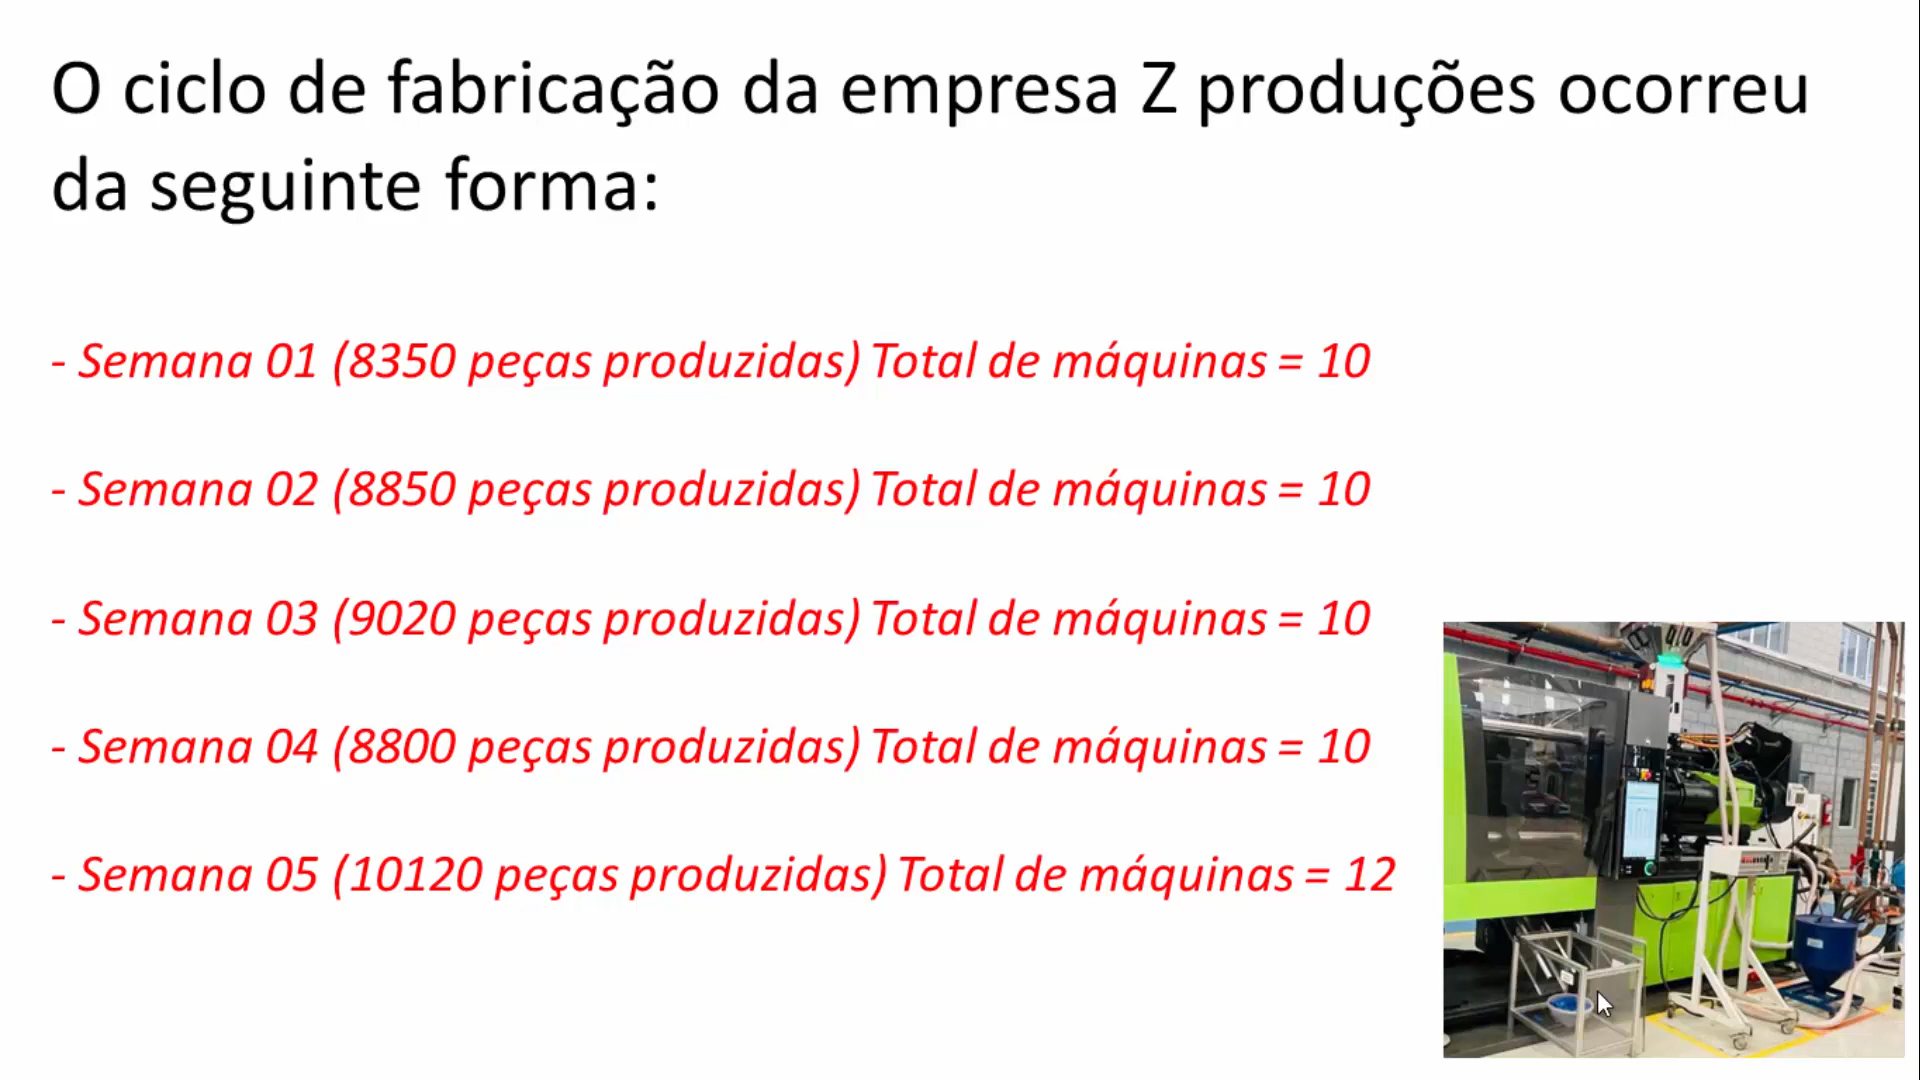 O ciclo de fabricação da empresa Z produções ocorreu
da seguinte forma:
- Semana 01 (8350 peças produzidas) Total de máquinas = 10
- Semana 02 (8850 peças produzidas) Total de máquinas = 10
- Semana 03 (9020 peças produzidas) Total de máquinas = 10
- Semana 04 (8800 peças produzidas) Total de máquinas = 10
- Semana 05 (10120 peças produzidas) Total de máquinas = 12